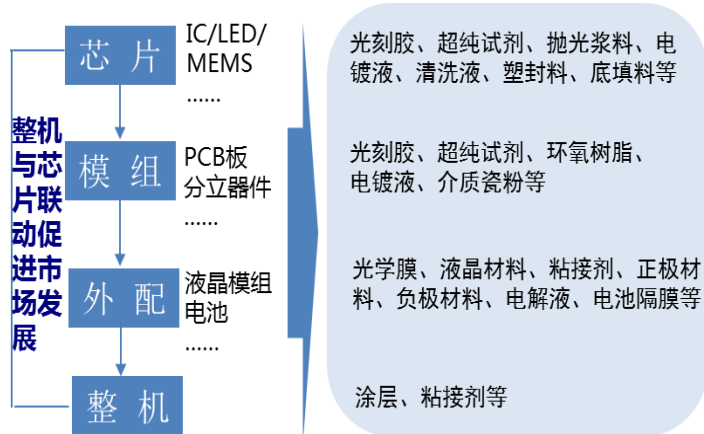 整机
与芯
片联
动促
进市
场发
展
芯 片
IC/LED/
MEMS
......
光刻胶、超纯试剂、抛光浆料、电
镀液、清洗液、塑封料、底填料等
模 组
PCB板
分立器件
......
光刻胶、超纯试剂、环氧树脂、
电镀液、介质瓷粉等
外 配
液晶模组
电池
......
光学膜、液晶材料、粘接剂、正极材
料、负极材料、电解液、电池隔膜等
整 机
涂层、粘接剂等